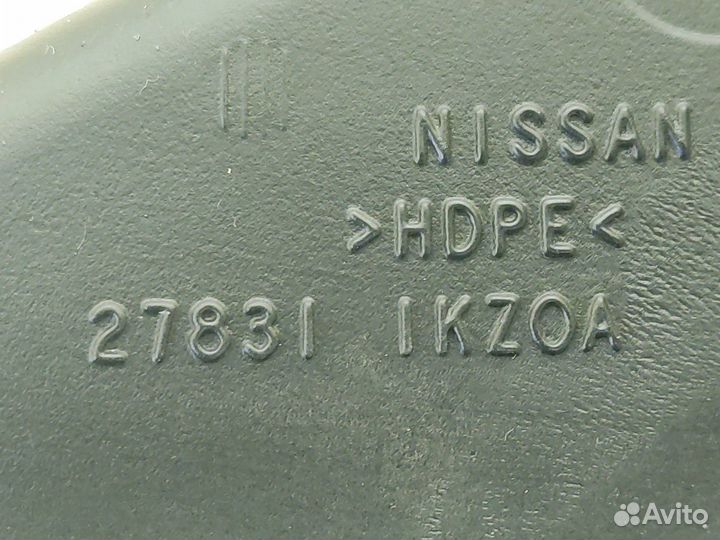 NISSAN
>HDPE<
27831 1KZ0A
Avito